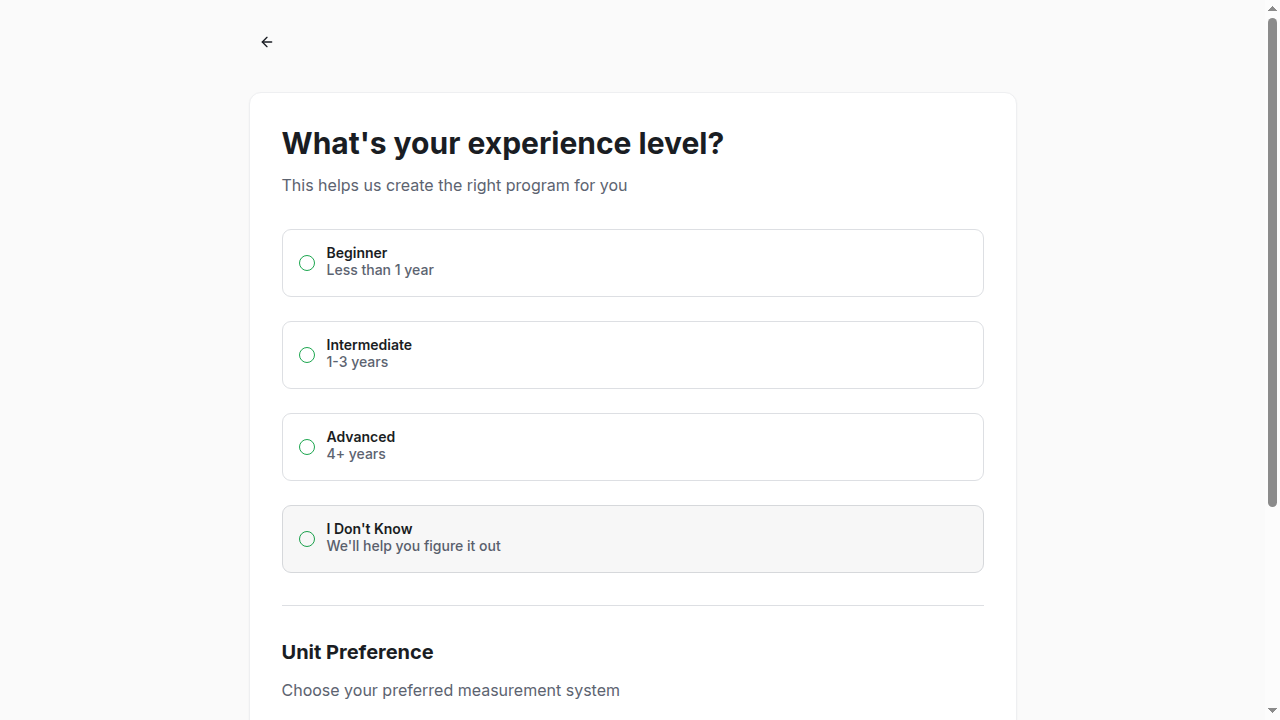 What's your experience level?
This helps us create the right program for you
Beginner
Less than 1 year
Intermediate
1-3 years
Advanced
4+ years
I Don't Know
We'll help you figure it out
Unit Preference
Choose your preferred measurement system